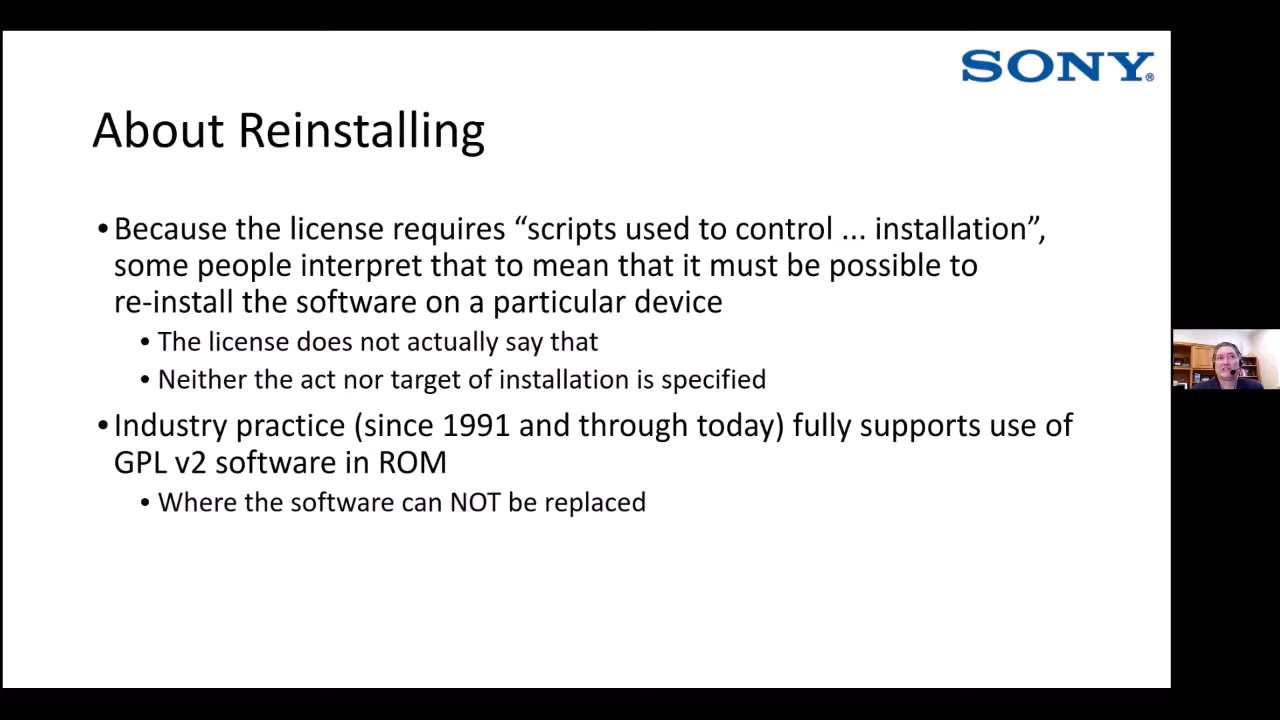 SONY®
About Reinstalling
•Because the license requires “scripts used to control ... installation”,
some people interpret that to mean that it must be possible to
re-install the software on a particular device
• The license does not actually say that
• Neither the act nor target of installation is specified
•Industry practice (since 1991 and through today) fully supports use of
GPL v2 software in ROM
• Where the software can NOT be replaced